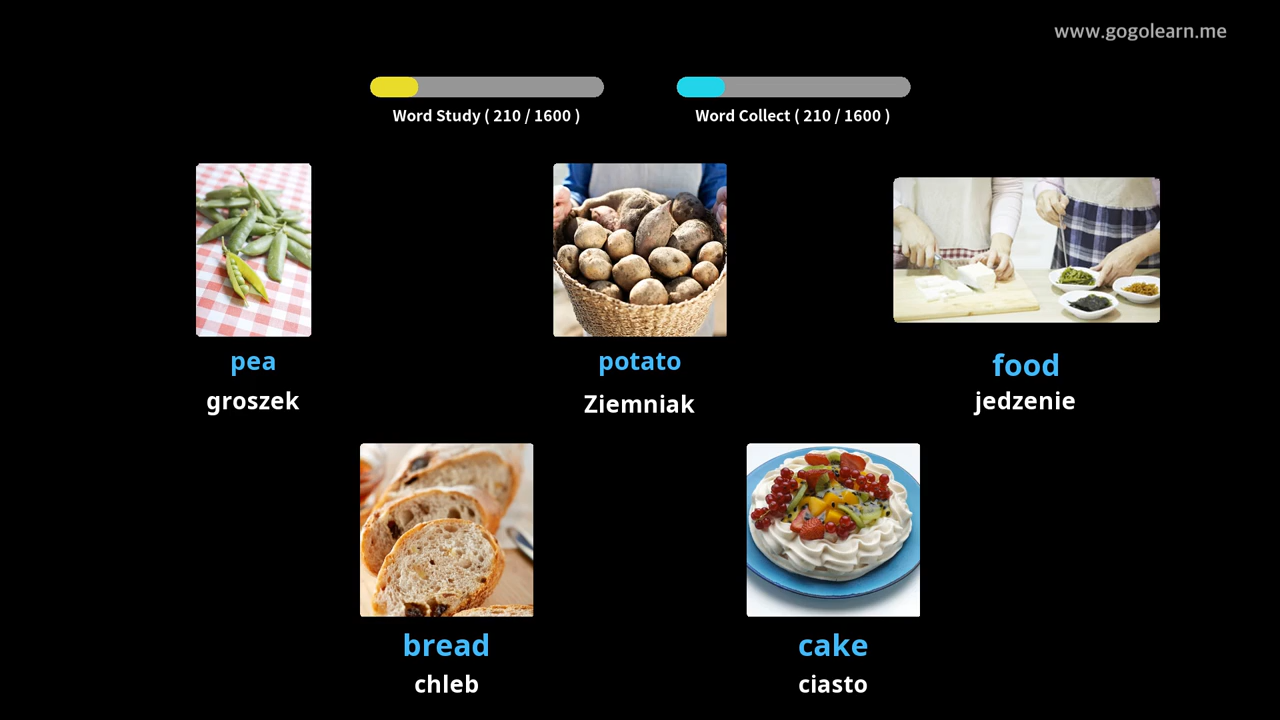 www.gogolearn.me
Word Study ( 210 / 1600 )
Word Collect ( 210 / 1600 )
pea
groszek
potato
Ziemniak
food
jedzenie
bread
chleb
cake
ciasto